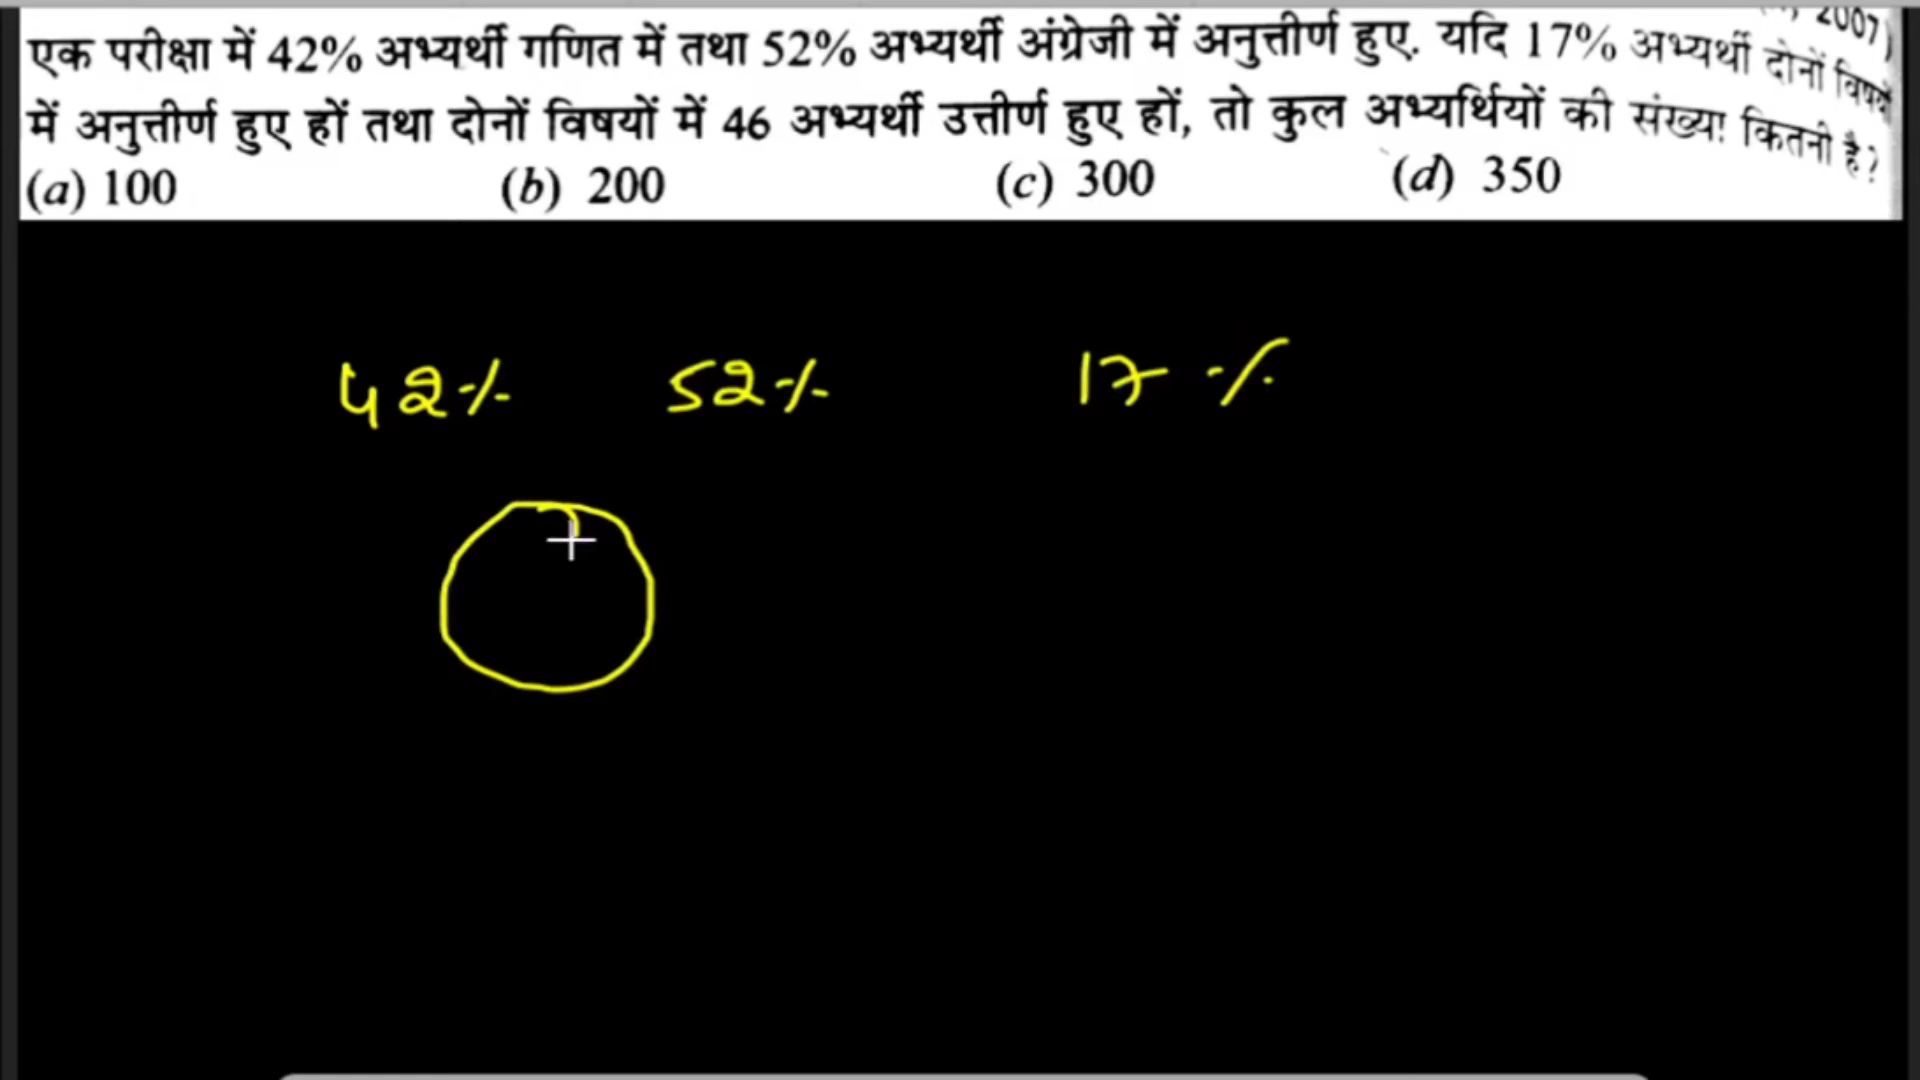 2007)
एक परीक्षा में 42% अभ्यर्थी गणित में तथा 52% अभ्यर्थी अंग्रेजी में अनुत्तीर्ण हुए. यदि 17% अभ्यर्थी दोनों विषयों
में अनुत्तीर्ण हुए हों तथा दोनों विषयों में 46 अभ्यर्थी उत्तीर्ण हुए हों, तो कुल अभ्यर्थियों की संख्या कितनी है?
(a) 100 (b) 200 (c) 300 (d) 350
42% 52% 17%